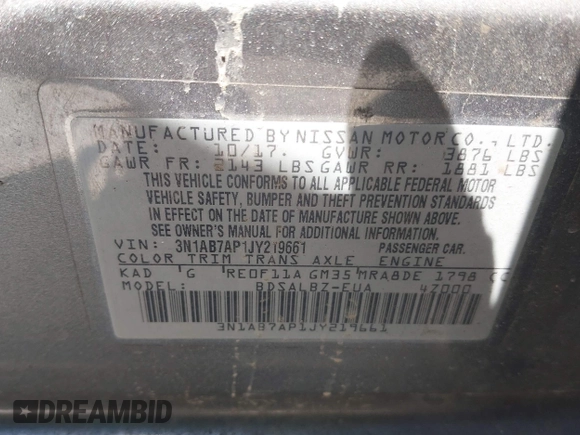 MANUFACTURED BY NISSAN MOTOR CO., LTD.
DATE: 10/17. GVWR: 3876 LBS
GAWR FR: 2143 LBS GAWR RR: 1881 LBS
THIS VEHICLE CONFORMS TO ALL APPLICABLE FEDERAL MOTOR
VEHICLE SAFETY, BUMPER AND THEFT PREVENTION STANDARDS
IN EFFECT ON THE DATE OF MANUFACTURE SHOWN ABOVE.
SEE OWNER'S MANUAL FOR ADDITIONAL INFORMATION.
VIN: 3N1AB7AP1JY219661 PASSENGER CAR.
COLOR TRIM TRANS AXLE ENGINE
KAD G RE0F11A GM35 MRA8DE 1798 CC
MODEL: BDSALBZ-EUA 47000
3N1AB7AP1JY219661
DREAMBID